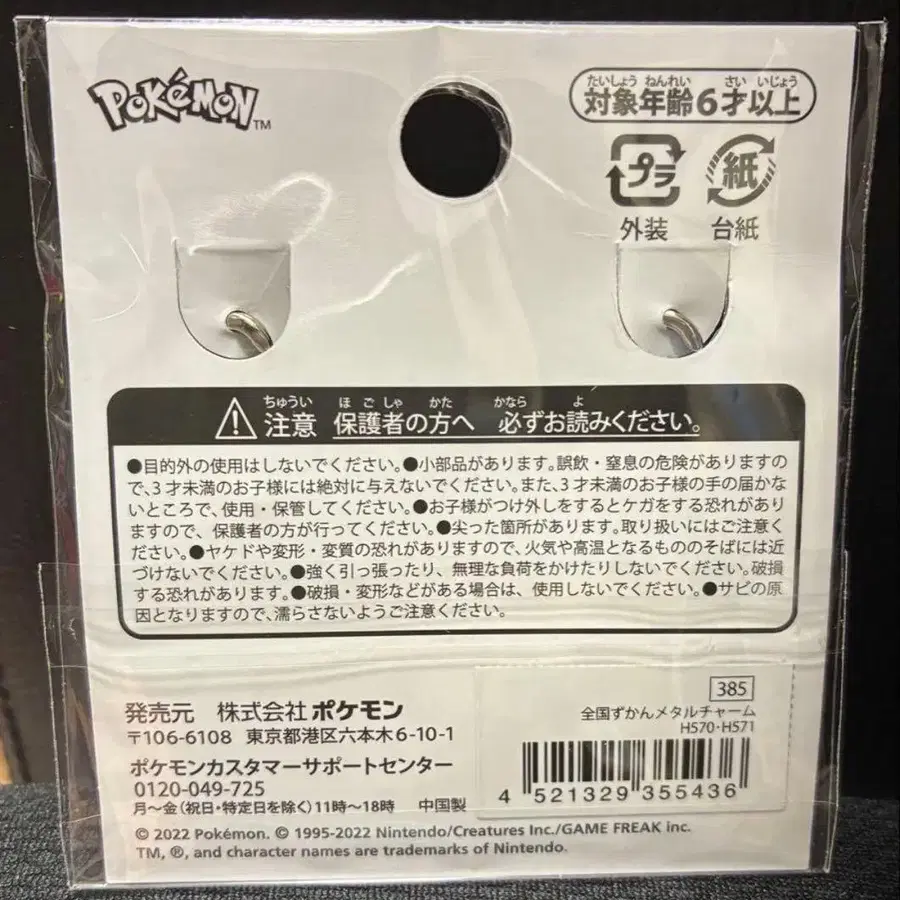 Pokémon™
たいしょう ねんれい さい いじょう
対象年齢6才以上
プラ 紙
外装 台紙
ちゅうい ほごしゃ かた かなら よ
注意 保護者の方へ 必ずお読みください。
●目的外の使用はしないでください。●小部品があります。誤飲・窒息の危険がありますの
で、3才未満のお子様には絶対に与えないでください。また、3才未満のお子様の手の届かな
いところで、使用・保管してください。●お子様がつけ外しをするとケガをする恐れがあり
ますので、保護者の方が行ってください。●尖った箇所があります。取り扱いにはご注意く
ださい。●ヤケドや変形・変質の恐れがありますので、火気や高温となるもののそばには近
づけないでください。●強く引っ張ったり、無理な負荷をかけたりしないでください。破損
する恐れがあります。●破損・変形などがある場合は、使用しないでください。●サビの原
因となりますので、濡らさないようご注意ください。
発売元 株式会社ポケモン
〒106-6108 東京都港区六本木6-10-1
ポケモンカスタマーサポートセンター
0120-049-725
月～金(祝日・特定日を除く)11時～18時 中国製
385
全国ずかんメタルチャーム
H570・H571
4 521329 355436
© 2022 Pokémon. © 1995-2022 Nintendo/Creatures Inc./GAME FREAK inc.
TM, ®, and character names are trademarks of Nintendo.